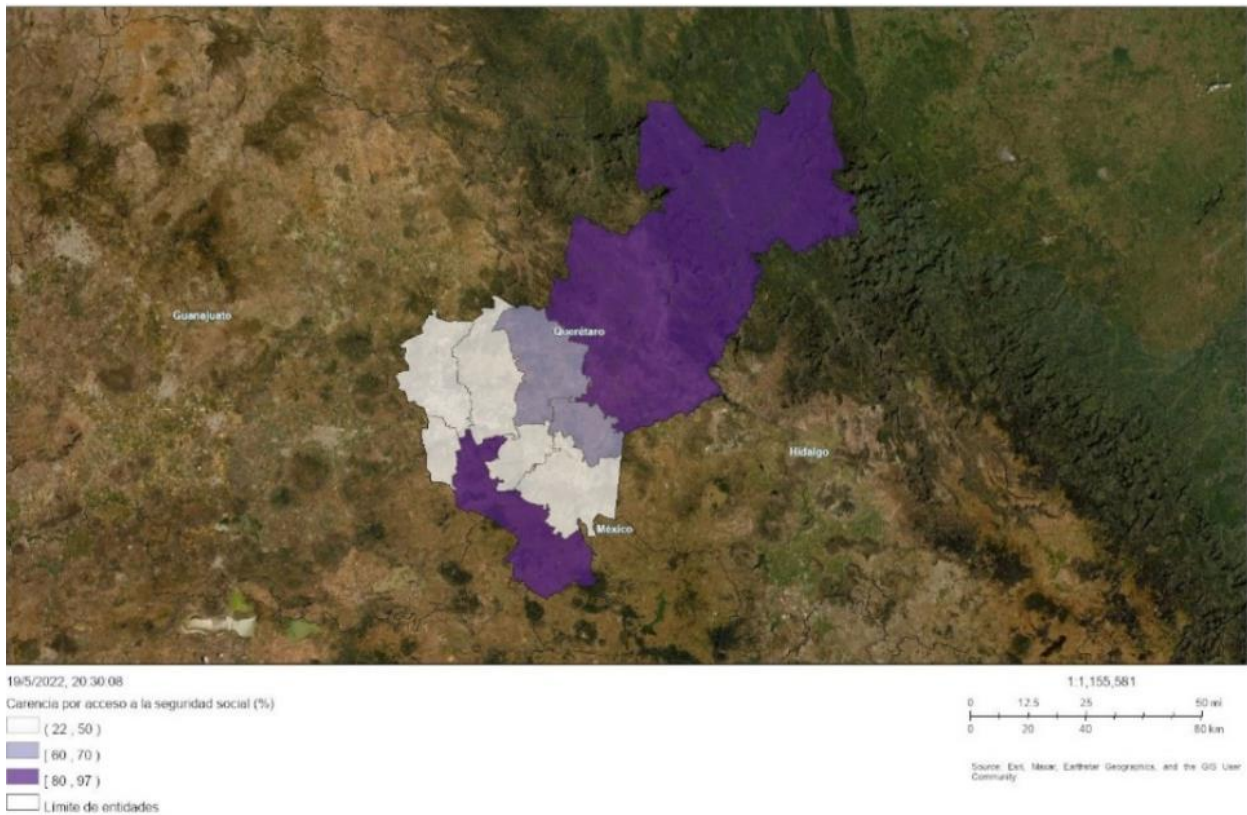 Guanajuato
Querétaro
Hidalgo
México
19/5/2022, 20:30:08
Carencia por acceso a la seguridad social (%)
( 22 , 50 )
[ 60 , 70 )
[ 80 , 97 )
Límite de entidades
1:1,155,581
0 12.5 25 50 mi
0 20 40 80 km
Source: Esri, Maxar, Earthstar Geographics, and the GIS User
Community